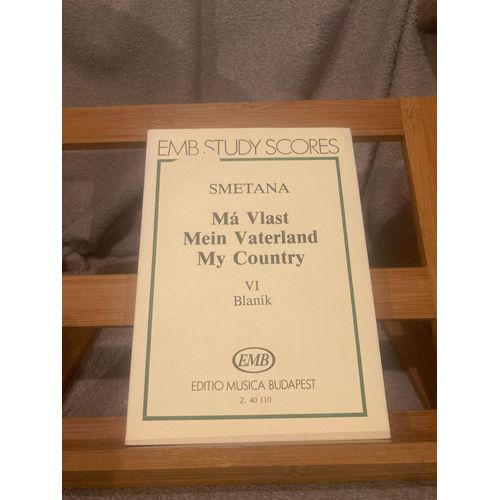 EMB STUDY SCORES
SMETANA
Má Vlast
Mein Vaterland
My Country
VI
Blaník
EMB
EDITIO MUSICA BUDAPEST
Z. 40 110